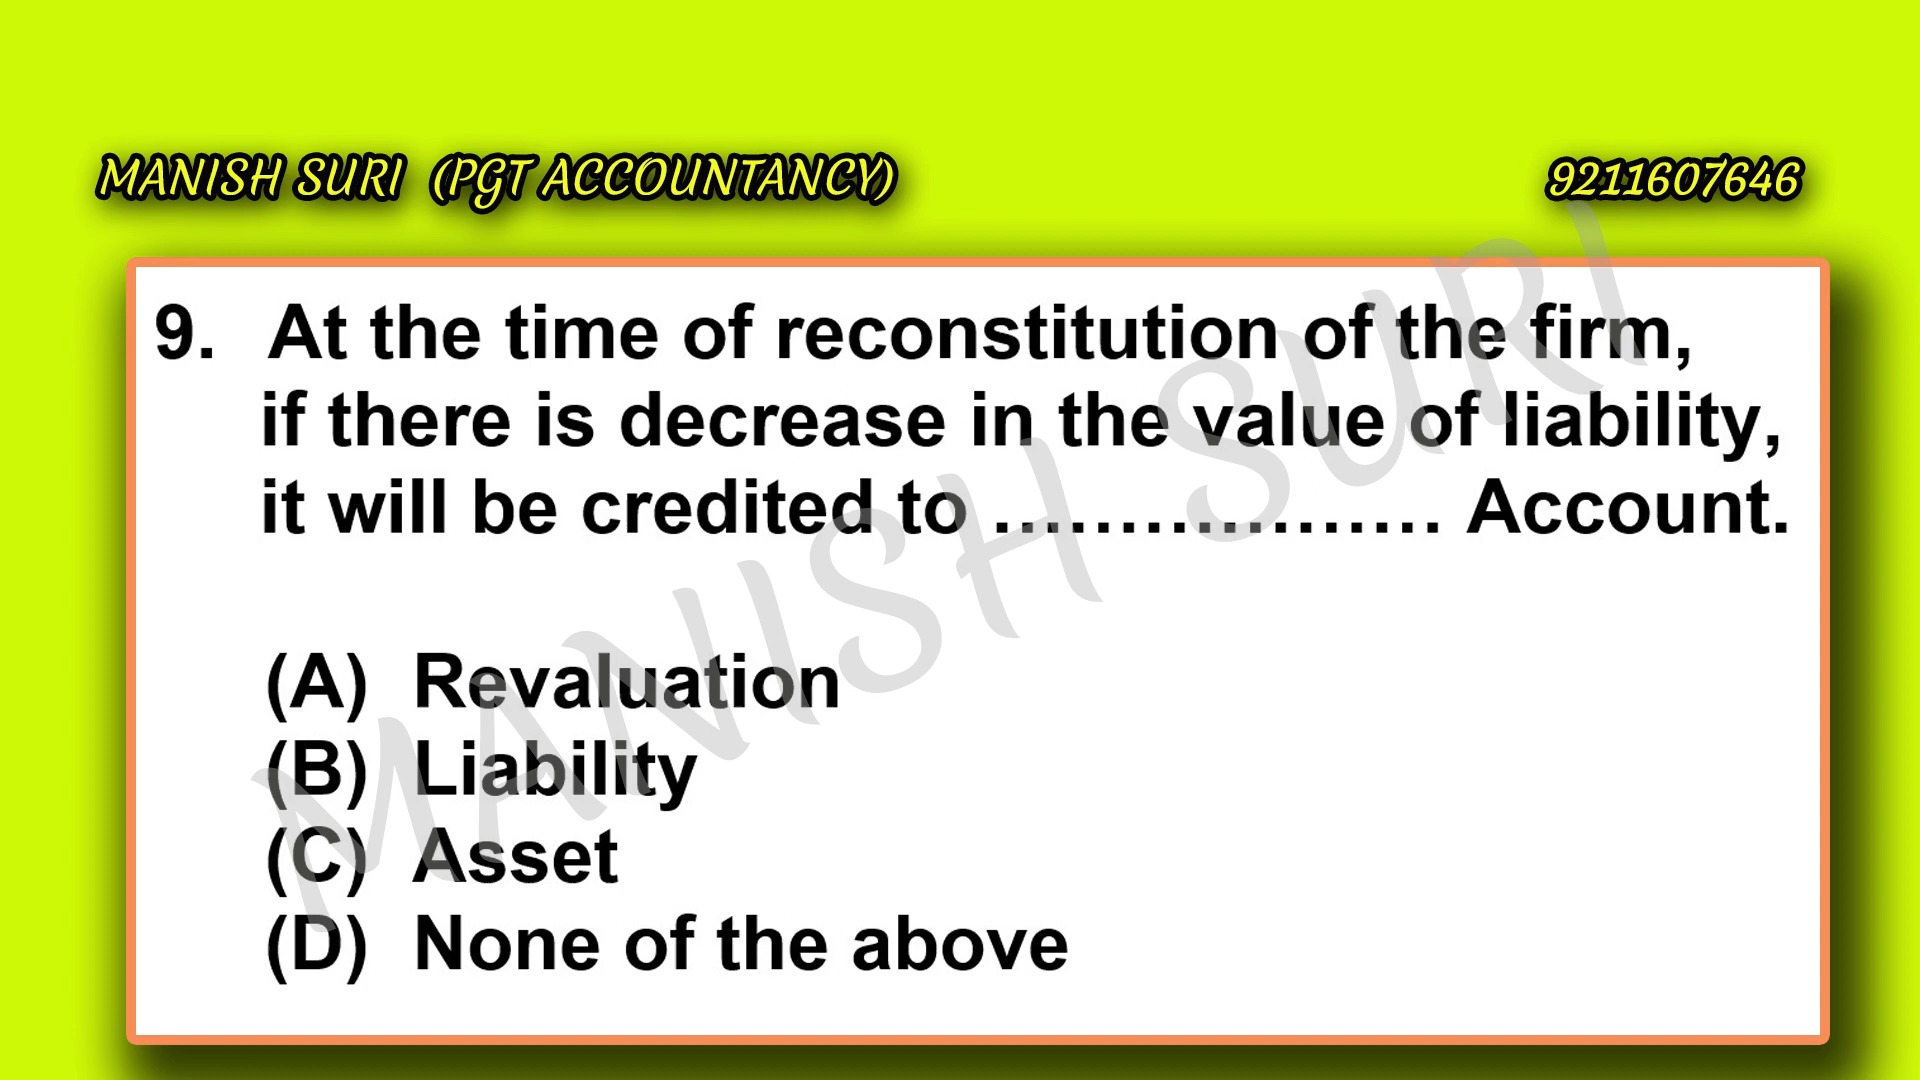 MANISH SURI (PGT ACCOUNTANCY) 9211607646
9. At the time of reconstitution of the firm,
if there is decrease in the value of liability,
it will be credited to .................. Account.
(A) Revaluation
(B) Liability
(C) Asset
(D) None of the above
MANISH SURI